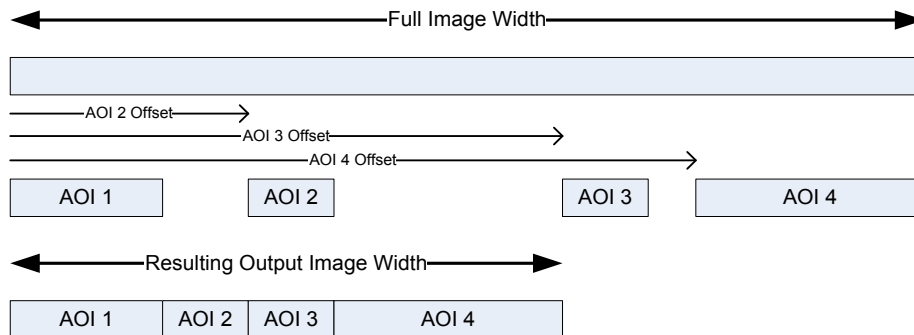 Full Image Width
AOI 2 Offset
AOI 3 Offset
AOI 4 Offset
AOI 1 AOI 2 AOI 3 AOI 4
Resulting Output Image Width
AOI 1 AOI 2 AOI 3 AOI 4